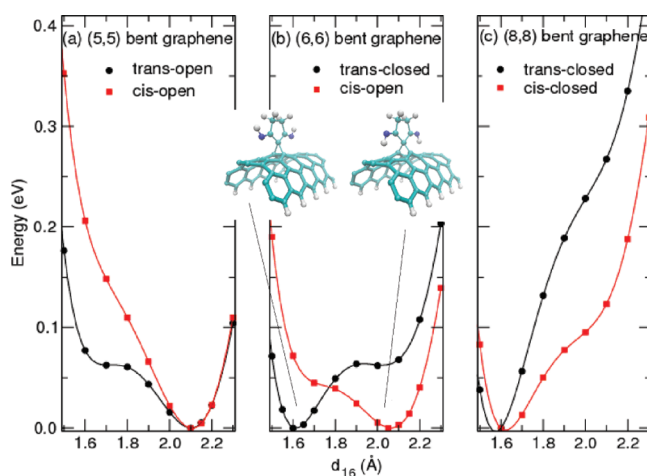 (a) (5,5) bent graphene
trans-open
cis-open
(b) (6,6) bent graphene
trans-closed
cis-open
(c) (8,8) bent graphene
trans-closed
cis-closed
Energy (eV)
0.4
0.3
0.2
0.1
0.0
1.6 1.8 2.0 2.2
1.6 1.8 2.0 2.2
1.6 1.8 2.0 2.2
d16 (Å)